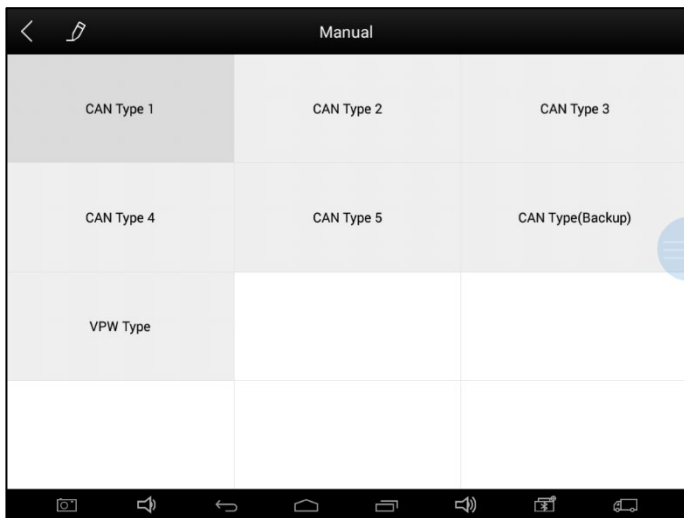 Manual
CAN Type 1
CAN Type 2
CAN Type 3
CAN Type 4
CAN Type 5
CAN Type(Backup)
VPW Type